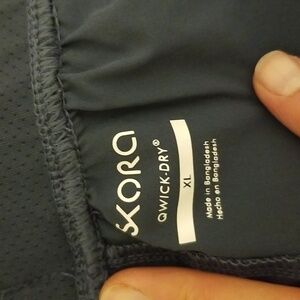 SKORA
QWICK-DRY®
XL
Made in Bangladesh
Hecho en Bangladesh